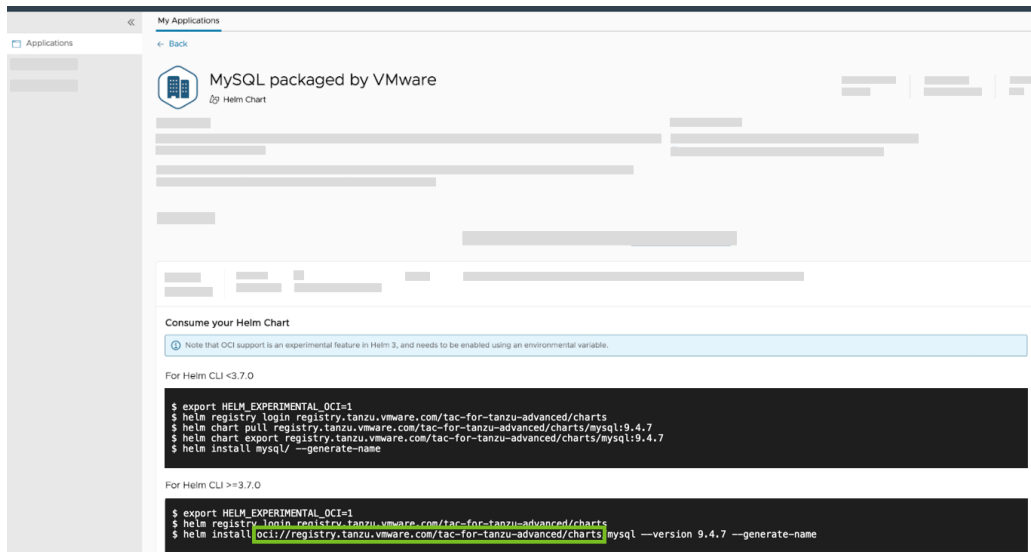 «
My Applications
Applications
← Back
MySQL packaged by VMware
Helm Chart
Consume your Helm Chart
Note that OCI support is an experimental feature in Helm 3, and needs to be enabled using an environmental variable.
For Helm CLI <3.7.0
$ export HELM_EXPERIMENTAL_OCI=1
$ helm registry login registry.tanzu.vmware.com/tac-for-tanzu-advanced/charts
$ helm chart pull registry.tanzu.vmware.com/tac-for-tanzu-advanced/charts/mysql:9.4.7
$ helm chart export registry.tanzu.vmware.com/tac-for-tanzu-advanced/charts/mysql:9.4.7
$ helm install mysql/ --generate-name
For Helm CLI >=3.7.0
$ export HELM_EXPERIMENTAL_OCI=1
$ helm registry login registry.tanzu.vmware.com/tac-for-tanzu-advanced/charts
$ helm install oci://registry.tanzu.vmware.com/tac-for-tanzu-advanced/charts/mysql --version 9.4.7 --generate-name